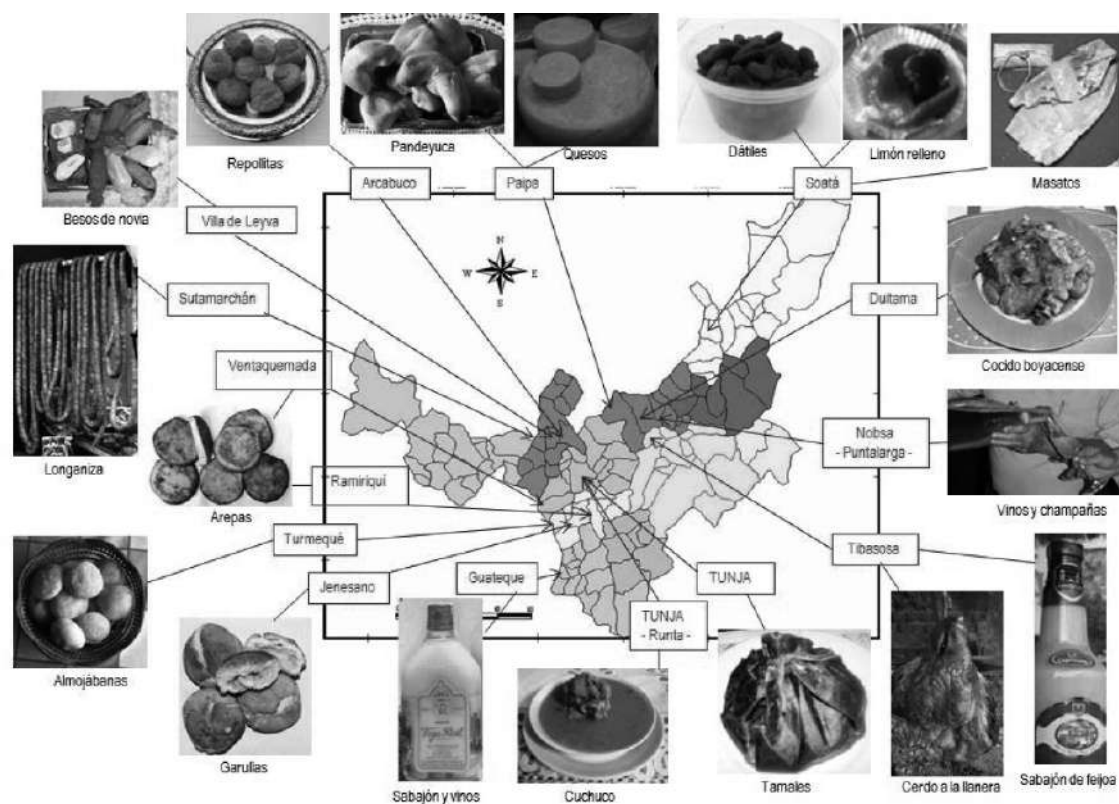 Repollitas
Pandeyuca
Quesos
Dátiles
Limón relleno
Masatos
Besos de novia
Arcabuco
Paipa
Soatá
Villa de Leyva
Sutamarchán
Duitama
Cocido boyacense
N
W
E
S
Ventaquemada
Longaniza
Nobsa
- Puntalarga -
Arepas
Ramiriquí
Vinos y champañas
Turmequé
Tibasosa
Jenesano
Guateque
TUNJA
TUNJA
- Runta -
Almojábanas
Garullas
Sabajón y vinos
Cuchuco
Tamales
Cerdo a la llanera
Sabajón de feijoa